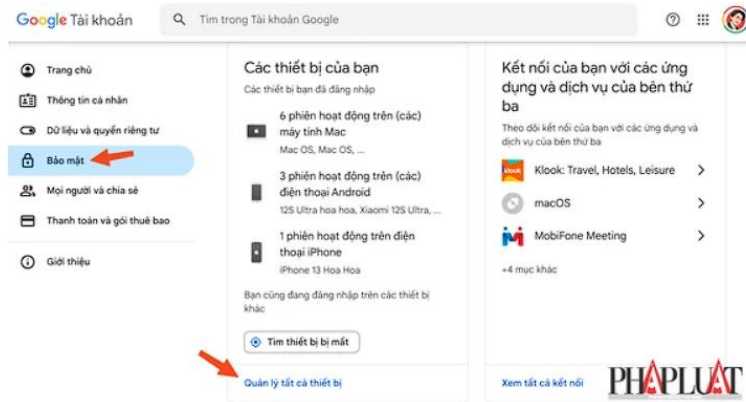 Google Tài khoản
Tìm trong Tài khoản Google
Trang chủ
Thông tin cá nhân
Dữ liệu và quyền riêng tư
Bảo mật
Mọi người và chia sẻ
Thanh toán và gói thuê bao
Giới thiệu
Các thiết bị của bạn
Các thiết bị bạn đã đăng nhập
6 phiên hoạt động trên (các)
máy tính Mac
Mac OS, Mac OS, ...
3 phiên hoạt động trên (các)
điện thoại Android
12S Ultra hoa hoa, Xiaomi 12S Ultra, ...
1 phiên hoạt động trên điện
thoại iPhone
iPhone 13 Hoa Hoa
Bạn cũng đang đăng nhập trên các thiết bị
khác
Tìm thiết bị bị mất
Quản lý tất cả thiết bị
Kết nối của bạn với các ứng
dụng và dịch vụ của bên thứ
ba
Theo dõi kết nối của bạn với các ứng dụng và
dịch vụ của bên thứ ba
klook
Klook: Travel, Hotels, Leisure
macOS
MobiFone Meeting
+4 mục khác
Xem tất cả kết nối
PHÁPLUẬT